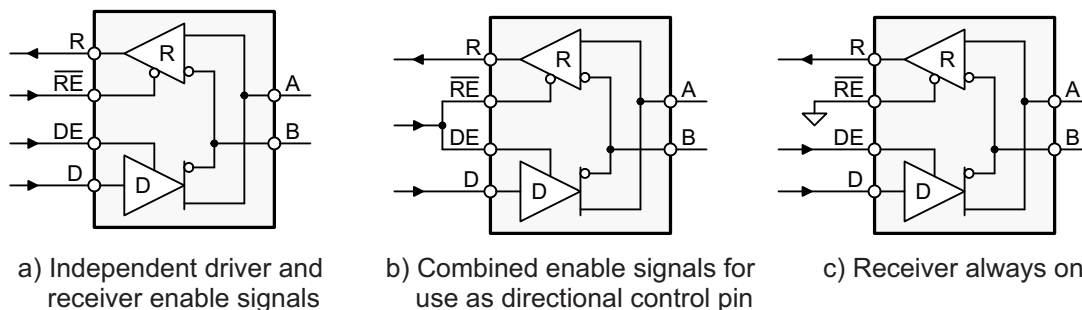 R
RE
DE
D
R
D
A
B
R
RE
DE
D
R
D
A
B
R
RE
DE
D
R
D
A
B
a) Independent driver and
receiver enable signals
b) Combined enable signals for
use as directional control pin
c) Receiver always on